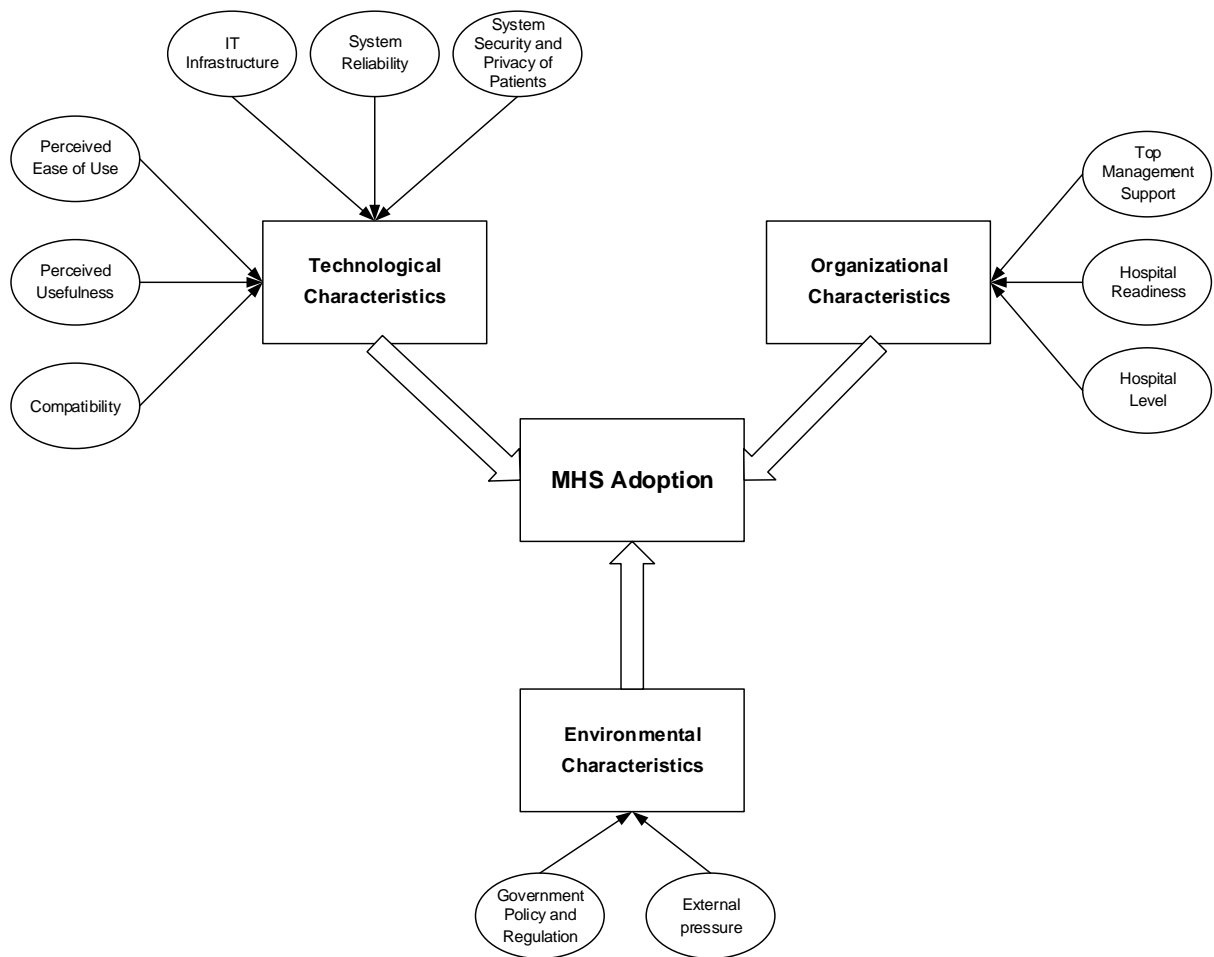 IT
Infrastructure
System
Reliability
System
Security and
Privacy of
Patients
Perceived
Ease of Use
Perceived
Usefulness
Compatibility
Technological
Characteristics
Organizational
Characteristics
Top
Management
Support
Hospital
Readiness
Hospital
Level
MHS Adoption
Environmental
Characteristics
Government
Policy and
Regulation
External
pressure